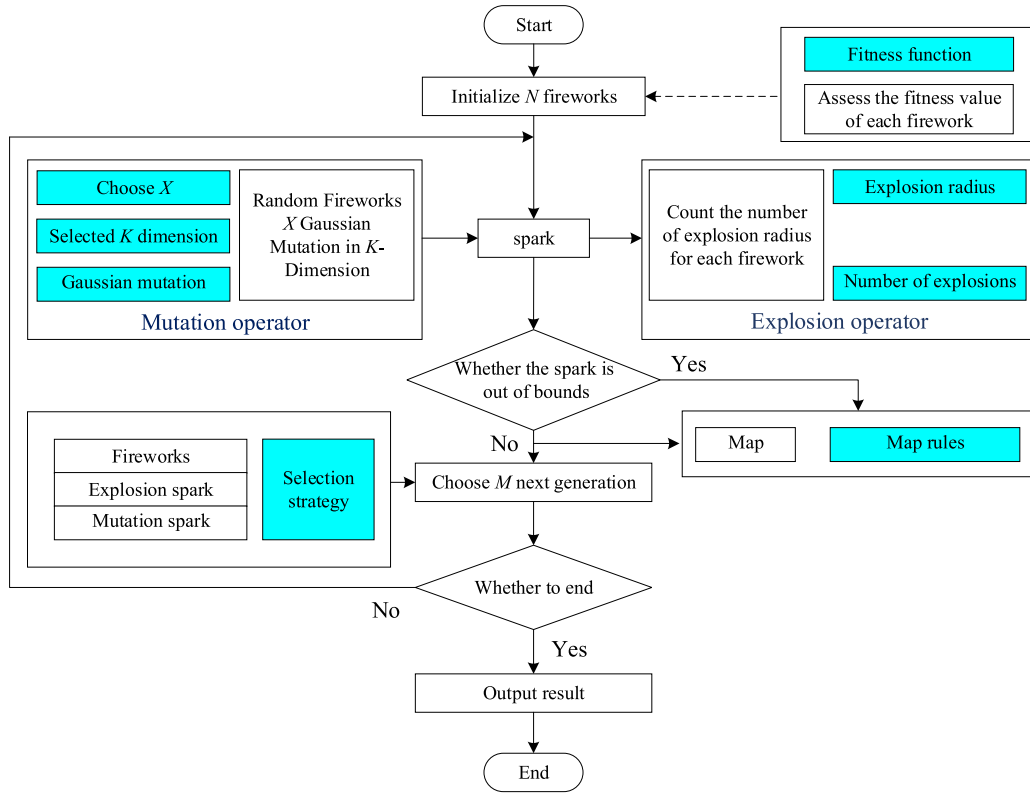 Start
Fitness function
Initialize N fireworks
Assess the fitness value
of each firework
Choose X
Selected K dimension
Gaussian mutation
Random Fireworks
X Gaussian
Mutation in K-
Dimension
Mutation operator
spark
Count the number
of explosion radius
for each firework
Explosion radius
Number of explosions
Explosion operator
Whether the spark is
out of bounds
Yes
No
Map
Map rules
Fireworks
Explosion spark
Mutation spark
Selection
strategy
Choose M next generation
Whether to end
No
Yes
Output result
End